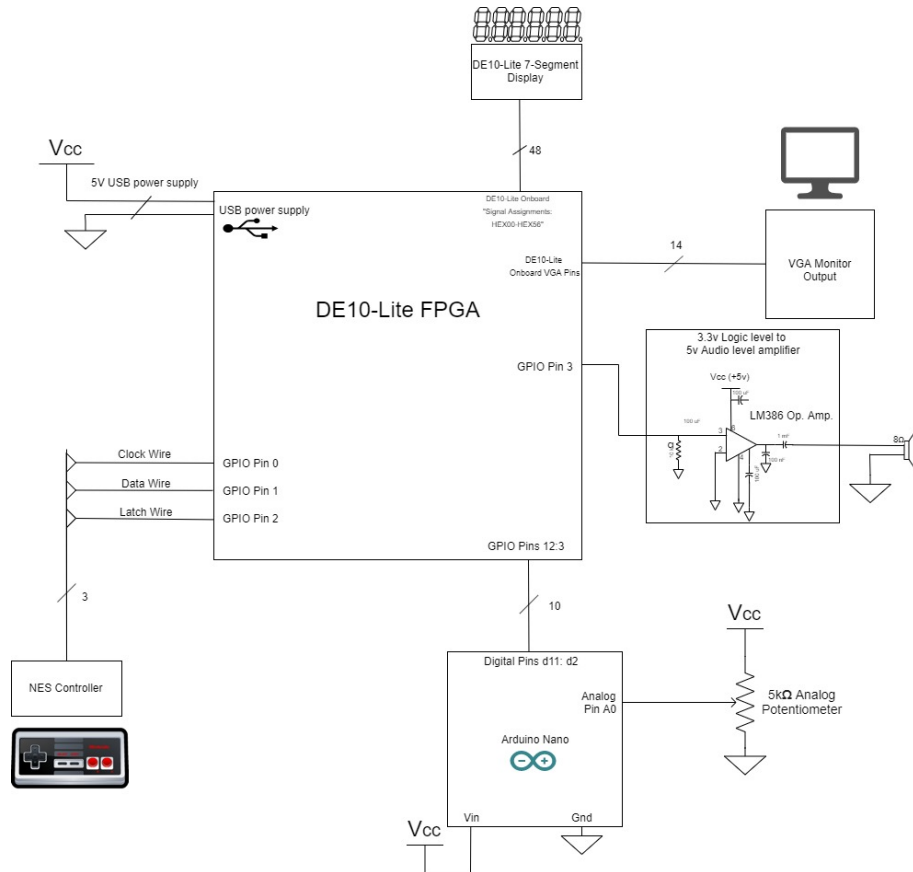 DE10-Lite 7-Segment
Display
48
Vcc
5V USB power supply
USB power supply
DE10-Lite Onboard
"Signal Assignments:
HEX00-HEX56"
14
VGA Monitor
Output
DE10-Lite
Onboard VGA Pins
DE10-Lite FPGA
3.3v Logic level to
5v Audio level amplifier
GPIO Pin 3
Vcc (+5v)
100 uF
LM386 Op. Amp.
100 uF
3
6
2
4
1 mF
8Ω
100 nF
Clock Wire
GPIO Pin 0
Data Wire
GPIO Pin 1
Latch Wire
GPIO Pin 2
GPIO Pins 12:3
3
10
NES Controller
Digital Pins d11: d2
Vcc
Analog
Pin A0
5kΩ Analog
Potentiometer
Arduino Nano
Vin
Gnd
Vcc